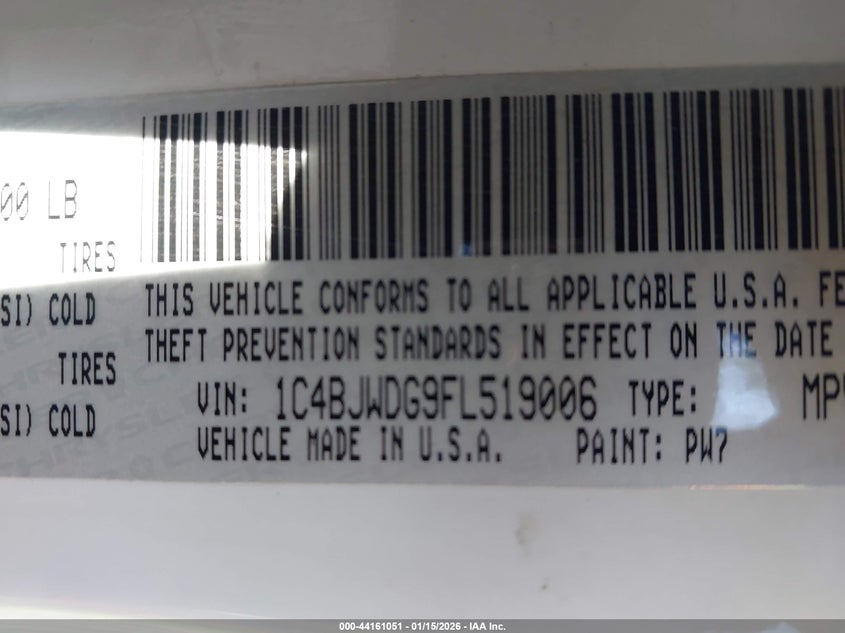 00 LB
TIRES
SI) COLD
TIRES
SI) COLD
THIS VEHICLE CONFORMS TO ALL APPLICABLE U.S.A. FE
THEFT PREVENTION STANDARDS IN EFFECT ON THE DATE
VIN: 1C4BJWDG9FL519006 TYPE: MP
VEHICLE MADE IN U.S.A. PAINT: PW7
000-44161051 - 01/15/2026 - IAA Inc.